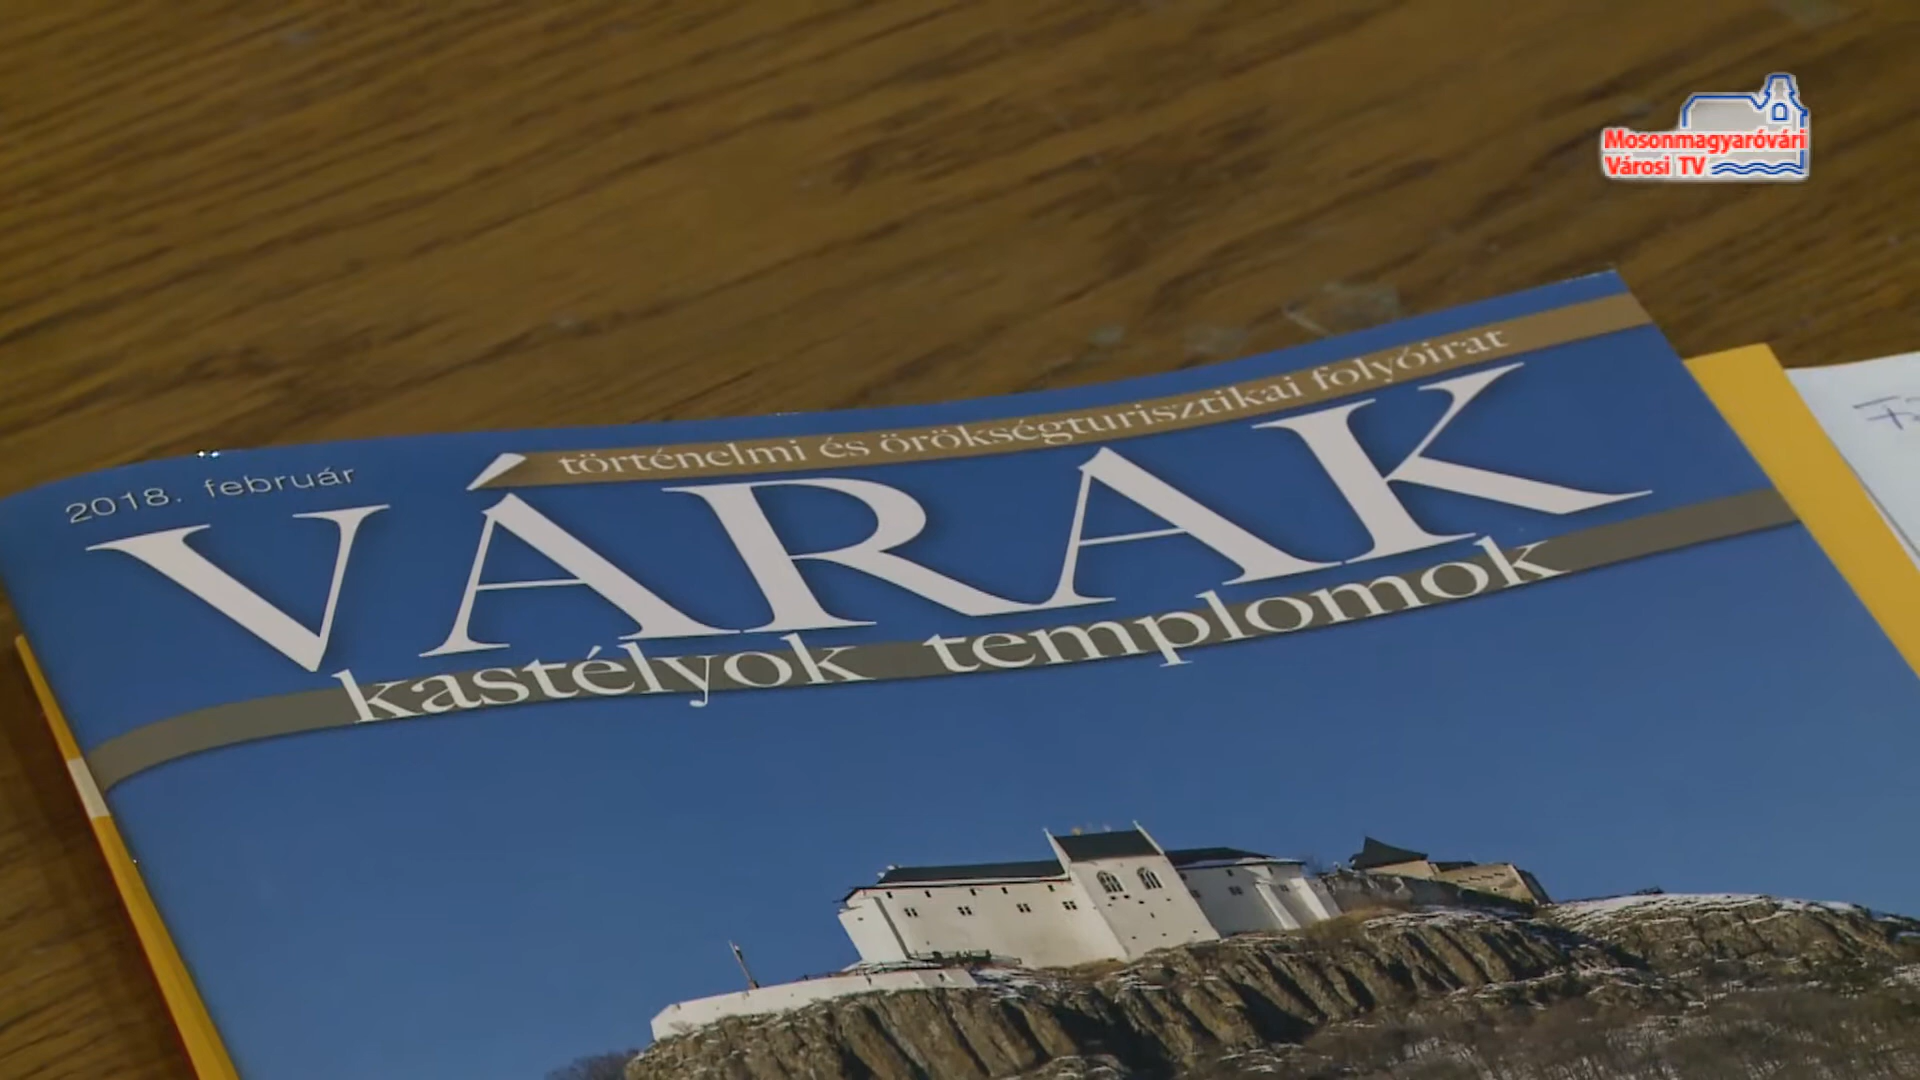 Mosonmagyaróvári
Városi TV
történelmi és örökségturisztikai folyóirat
2018. február
VÁRAK
kastélyok templomok